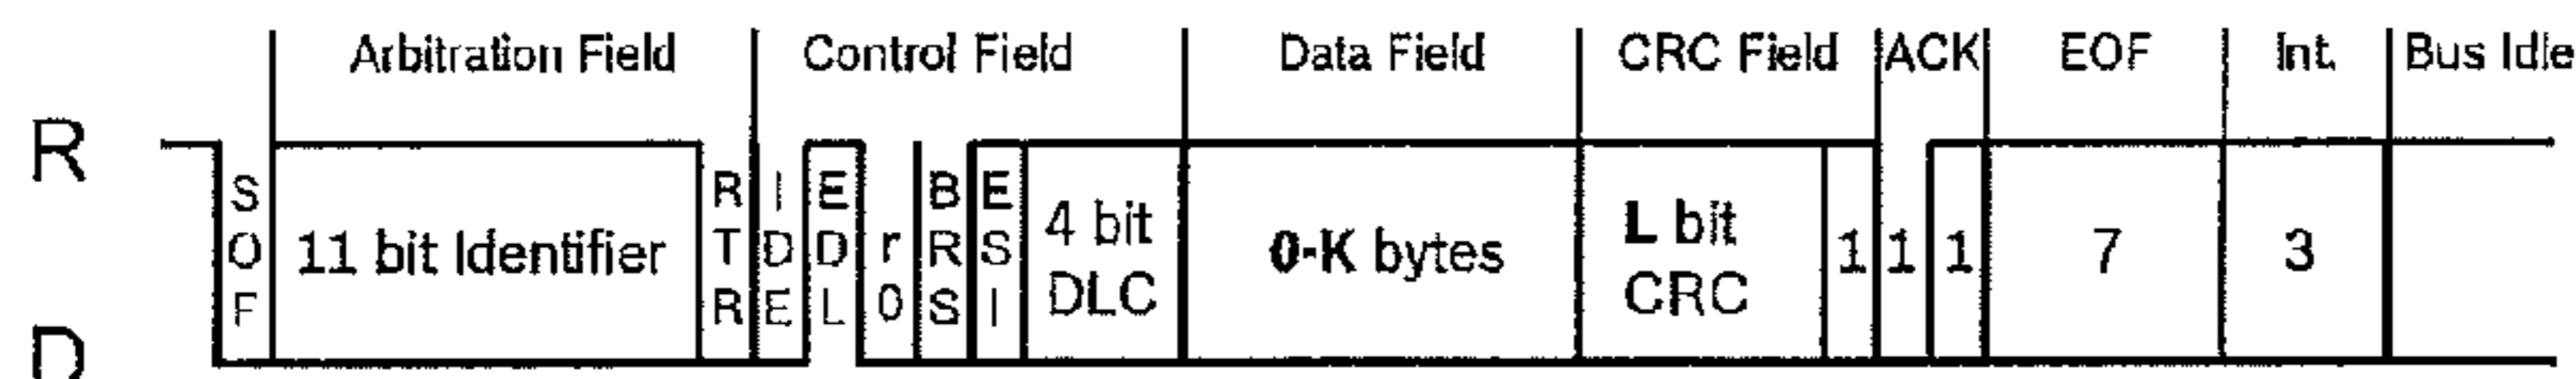 Arbitration Field Control Field Data Field CRC Field ACK EOF Int. Bus Idle
R
SOF 11 bit Identifier RTR IDE EDL r0 BRS ESI 4 bit DLC 0-K bytes L bit CRC 1 1 1 7 3
D